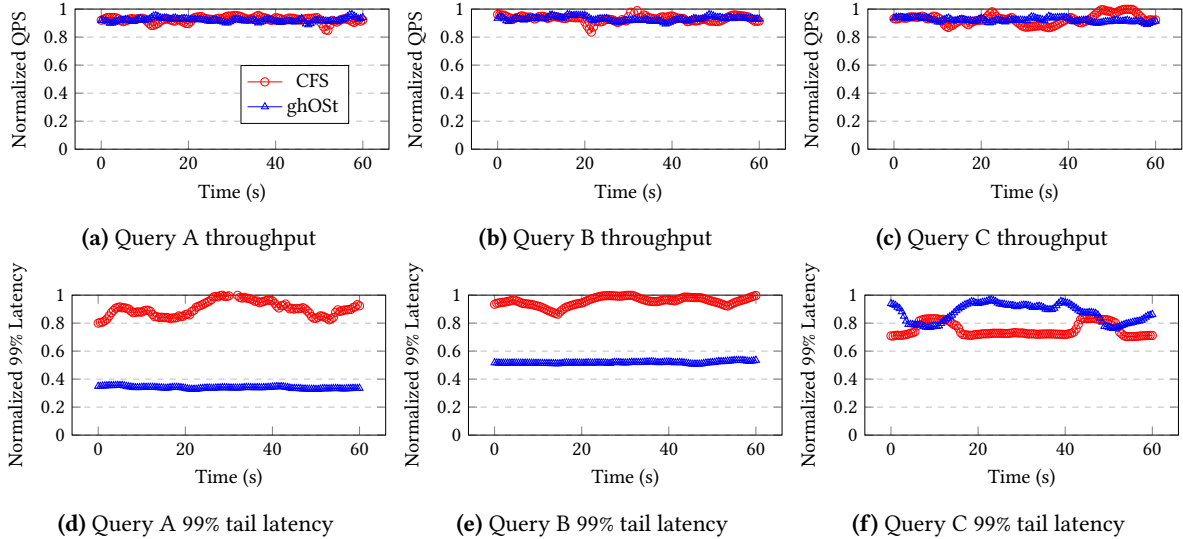 Normalized QPS
1
0.8
0.6
0.4
0.2
0
0 20 40 60
Time (s)
CFS
ghOSt
(a) Query A throughput
Normalized QPS
1
0.8
0.6
0.4
0.2
0
0 20 40 60
Time (s)
(b) Query B throughput
Normalized QPS
1
0.8
0.6
0.4
0.2
0
0 20 40 60
Time (s)
(c) Query C throughput
Normalized 99% Latency
1
0.8
0.6
0.4
0.2
0
0 20 40 60
Time (s)
(d) Query A 99% tail latency
Normalized 99% Latency
1
0.8
0.6
0.4
0.2
0
0 20 40 60
Time (s)
(e) Query B 99% tail latency
Normalized 99% Latency
1
0.8
0.6
0.4
0.2
0
0 20 40 60
Time (s)
(f) Query C 99% tail latency